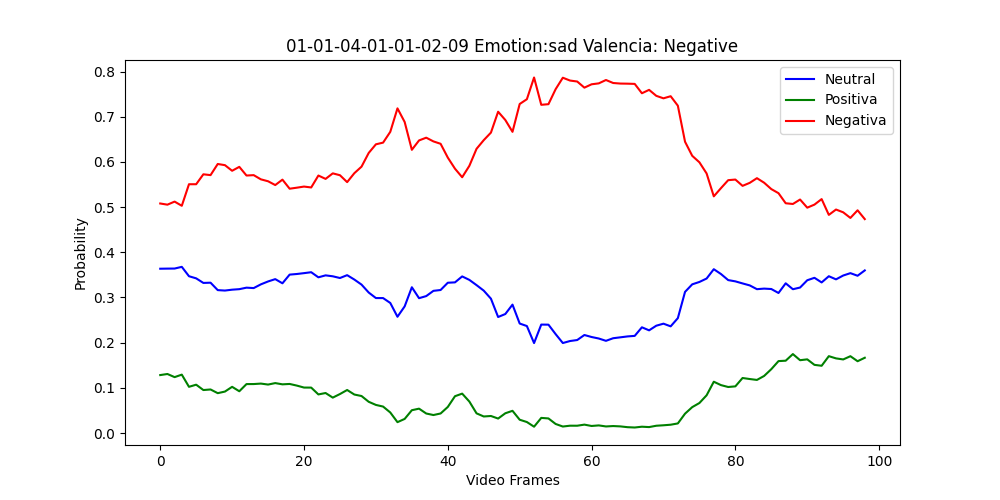 01-01-04-01-01-02-09 Emotion:sad Valencia: Negative
Neutral
Positiva
Negativa
Probability
0.8
0.7
0.6
0.5
0.4
0.3
0.2
0.1
0.0
0
20
40
60
80
100
Video Frames